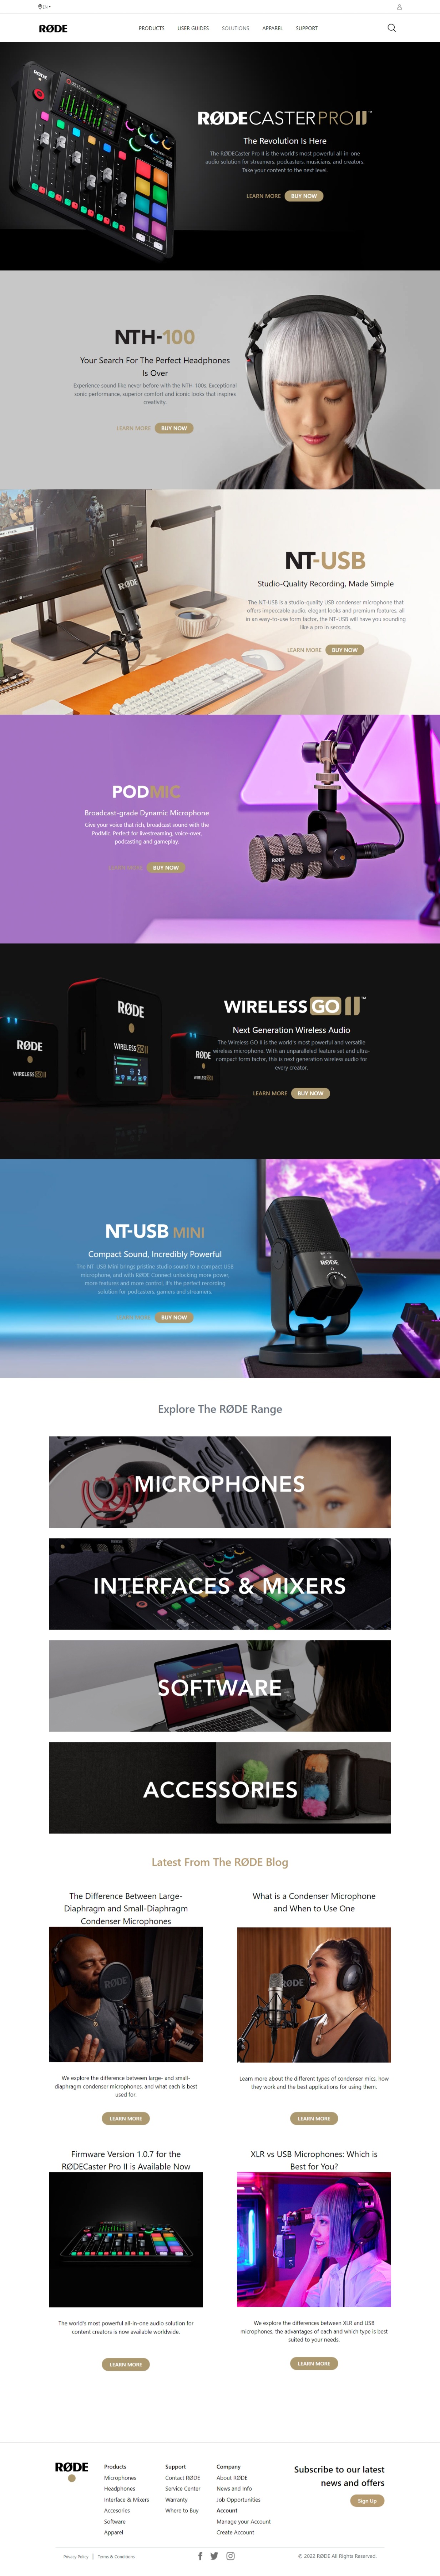 EN
RØDE
PRODUCTS
USER GUIDES
SOLUTIONS
APPAREL
SUPPORT
RØDECASTERPROII™
The Revolution Is Here
The RØDECaster Pro II is the world's most powerful all-in-one
audio solution for streamers, podcasters, musicians, and creators.
Take your content to the next level.
LEARN MORE
BUY NOW
NTH-100
Your Search For The Perfect Headphones
Is Over
Experience sound like never before with the NTH-100s. Exceptional
sonic performance, superior comfort and iconic looks that inspires
creativity.
LEARN MORE
BUY NOW
RØDE
NT-USB
Studio-Quality Recording, Made Simple
The NT-USB is a studio-quality USB condenser microphone that
offers impeccable audio, elegant looks and premium features, all
in an easy-to-use form factor, the NT-USB will have you sounding
like a pro in seconds.
LEARN MORE
BUY NOW
PODMIC
Broadcast-grade Dynamic Microphone
Give your voice that rich, broadcast sound with the
PodMic. Perfect for livestreaming, voice-over,
podcasting and gameplay.
LEARN MORE
BUY NOW
RØDE
RØDE
WIRELESS GO II
RØDE
WIRELESS GO II
RØDE
WIRELESS GO II
WIRELESS GO II™
Next Generation Wireless Audio
The Wireless GO II is the world's most powerful and versatile
wireless microphone. With an unparalleled feature set and ultra-
compact form factor, this is next generation wireless audio for
every creator.
LEARN MORE
BUY NOW
NT-USB MINI
Compact Sound, Incredibly Powerful
The NT-USB Mini brings pristine studio sound to a compact USB
microphone, and with RØDE Connect unlocking more power,
more features and more control, it's the perfect recording
solution for podcasters, gamers and streamers.
LEARN MORE
BUY NOW
RØDE
Explore The RØDE Range
MICROPHONES
INTERFACES & MIXERS
SOFTWARE
ACCESSORIES
Latest From The RØDE Blog
The Difference Between Large-
Diaphragm and Small-Diaphragm
Condenser Microphones
RØDE
We explore the difference between large- and small-
diaphragm condenser microphones, and what each is best
used for.
LEARN MORE
What is a Condenser Microphone
and When to Use One
RØDE
Learn more about the different types of condenser mics, how
they work and the best applications for using them.
LEARN MORE
Firmware Version 1.0.7 for the
RØDECaster Pro II is Available Now
The world's most powerful all-in-one audio solution for
content creators is now available worldwide.
LEARN MORE
XLR vs USB Microphones: Which is
Best for You?
We explore the differences between XLR and USB
microphones, the advantages of each and which type is best
suited to your needs.
LEARN MORE
RØDE
Products
Microphones
Headphones
Interface & Mixers
Accesories
Software
Apparel
Support
Contact RØDE
Service Center
Warranty
Where to Buy
Company
About RØDE
News and Info
Job Opportunities
Account
Manage your Account
Create Account
Subscribe to our latest
news and offers
Sign Up
Privacy Policy | Terms & Conditions
© 2022 RØDE All Rights Reserved.